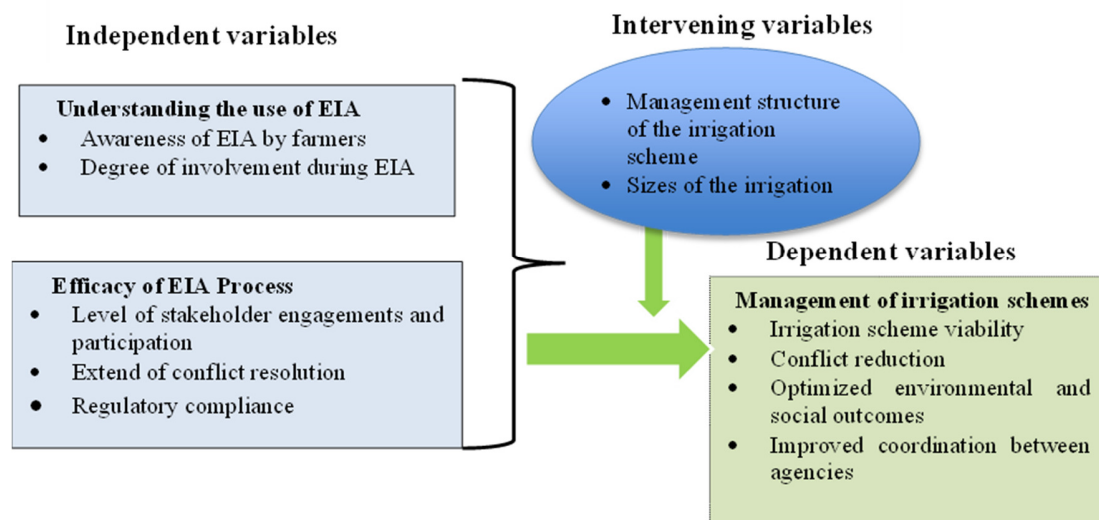 Independent variables
Understanding the use of EIA
• Awareness of EIA by farmers
• Degree of involvement during EIA
Efficacy of EIA Process
• Level of stakeholder engagements and
participation
• Extend of conflict resolution
• Regulatory compliance
Intervening variables
• Management structure
of the irrigation
scheme
• Sizes of the irrigation
Dependent variables
Management of irrigation schemes
• Irrigation scheme viability
• Conflict reduction
• Optimized environmental and
social outcomes
• Improved coordination between
agencies